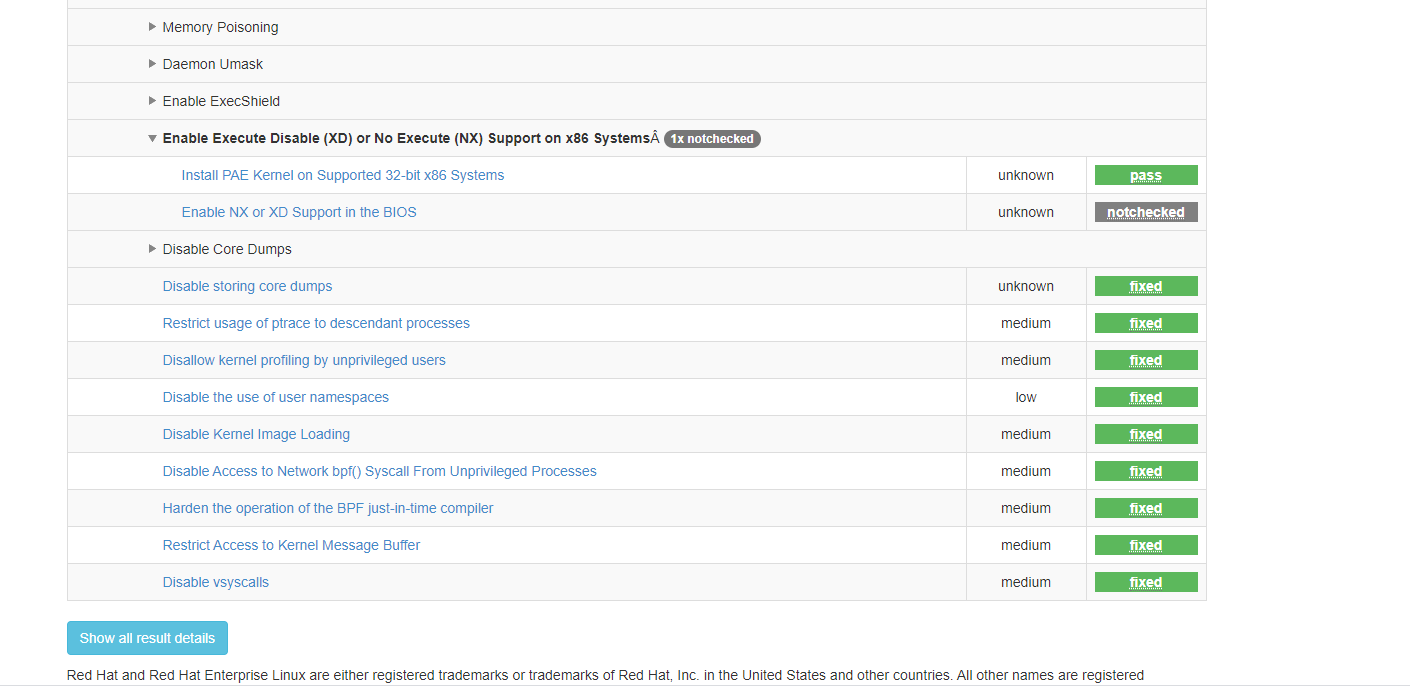 Memory Poisoning
Daemon Umask
Enable ExecShield
Enable Execute Disable (XD) or No Execute (NX) Support on x86 SystemsÂ 1x notchecked
Install PAE Kernel on Supported 32-bit x86 Systems unknown pass
Enable NX or XD Support in the BIOS unknown notchecked
Disable Core Dumps
Disable storing core dumps unknown fixed
Restrict usage of ptrace to descendant processes medium fixed
Disallow kernel profiling by unprivileged users medium fixed
Disable the use of user namespaces low fixed
Disable Kernel Image Loading medium fixed
Disable Access to Network bpf() Syscall From Unprivileged Processes medium fixed
Harden the operation of the BPF just-in-time compiler medium fixed
Restrict Access to Kernel Message Buffer medium fixed
Disable vsyscalls medium fixed
Show all result details
Red Hat and Red Hat Enterprise Linux are either registered trademarks or trademarks of Red Hat, Inc. in the United States and other countries. All other names are registered